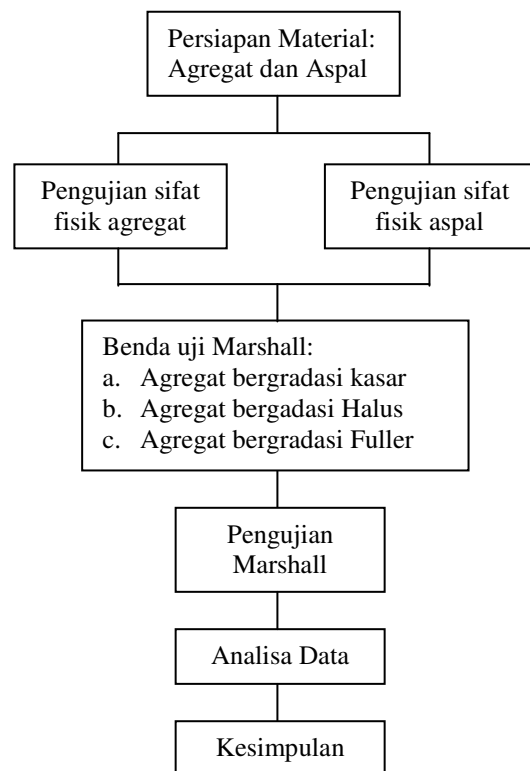 Persiapan Material:
Agregat dan Aspal
Pengujian sifat
fisik agregat
Pengujian sifat
fisik aspal
Benda uji Marshall:
a. Agregat bergradasi kasar
b. Agregat bergadasi Halus
c. Agregat bergradasi Fuller
Pengujian
Marshall
Analisa Data
Kesimpulan